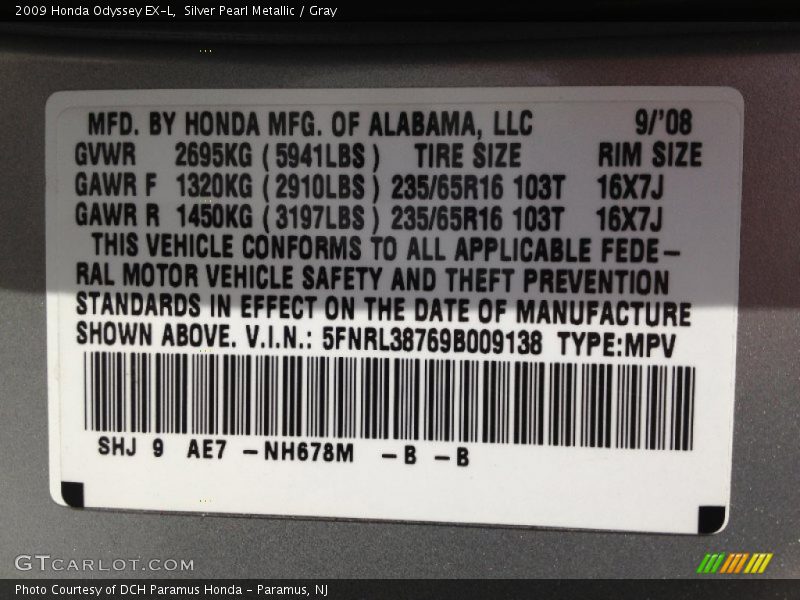 2009 Honda Odyssey EX-L, Silver Pearl Metallic / Gray
MFD. BY HONDA MFG. OF ALABAMA, LLC 9/'08
GVWR 2695KG (5941LBS) TIRE SIZE RIM SIZE
GAWR F 1320KG (2910LBS) 235/65R16 103T 16X7J
GAWR R 1450KG (3197LBS) 235/65R16 103T 16X7J
THIS VEHICLE CONFORMS TO ALL APPLICABLE FEDE-
RAL MOTOR VEHICLE SAFETY AND THEFT PREVENTION
STANDARDS IN EFFECT ON THE DATE OF MANUFACTURE
SHOWN ABOVE. V.I.N.: 5FNRL38769B009138 TYPE:MPV
SHJ 9 AE7 -NH678M -B -B
GTCARLOT.COM
Photo Courtesy of DCH Paramus Honda - Paramus, NJ